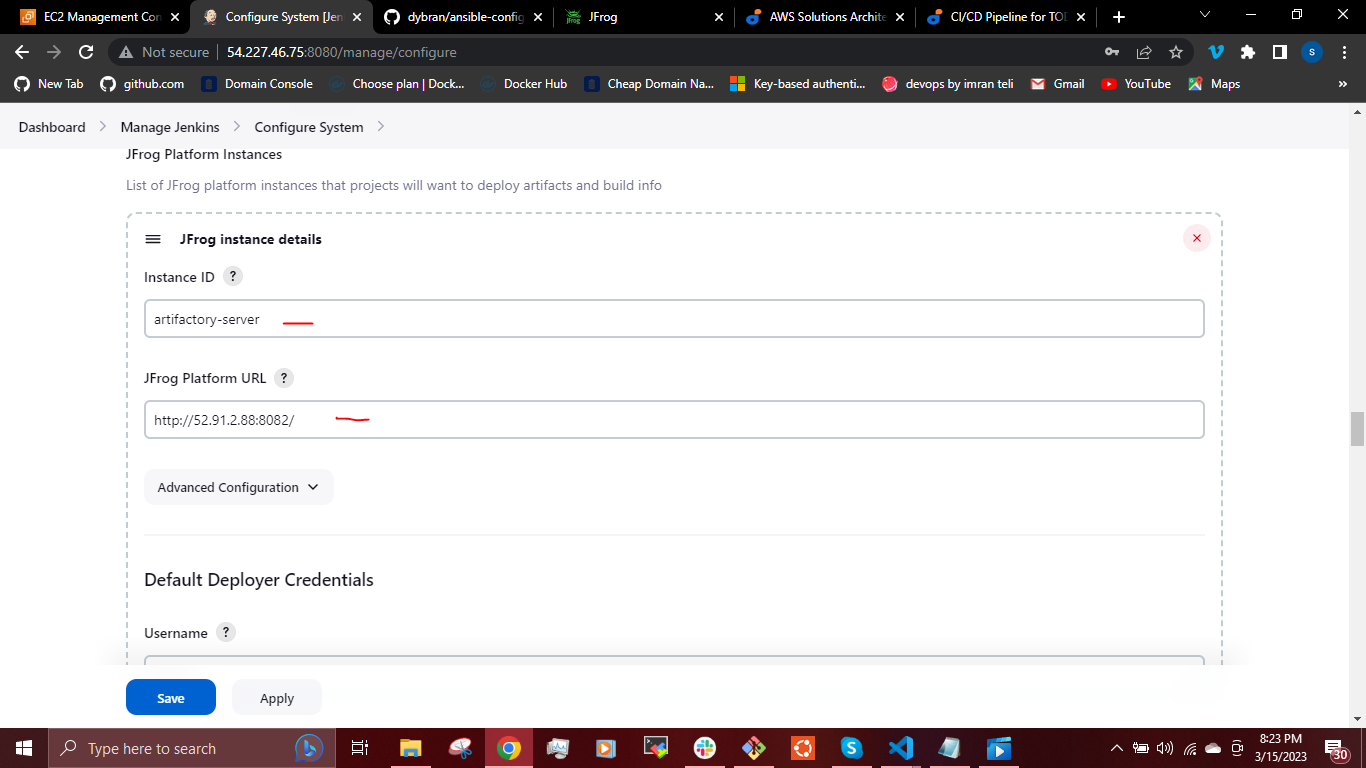 EC2 Management Con
Configure System [Jen
dybran/ansible-config
JFrog
AWS Solutions Archite
CI/CD Pipeline for TOD
Not secure
54.227.46.75:8080/manage/configure
s
New Tab
github.com
Domain Console
Choose plan | Dock...
Docker Hub
Cheap Domain Na...
Key-based authenti...
devops by imran teli
Gmail
YouTube
Maps
»
Dashboard
Manage Jenkins
Configure System
JFrog Platform Instances
List of JFrog platform instances that projects will want to deploy artifacts and build info
JFrog instance details
Instance ID ?
artifactory-server
JFrog Platform URL ?
http://52.91.2.88:8082/
Advanced Configuration
Default Deployer Credentials
Username ?
Save
Apply
Type here to search
8:23 PM
3/15/2023
30